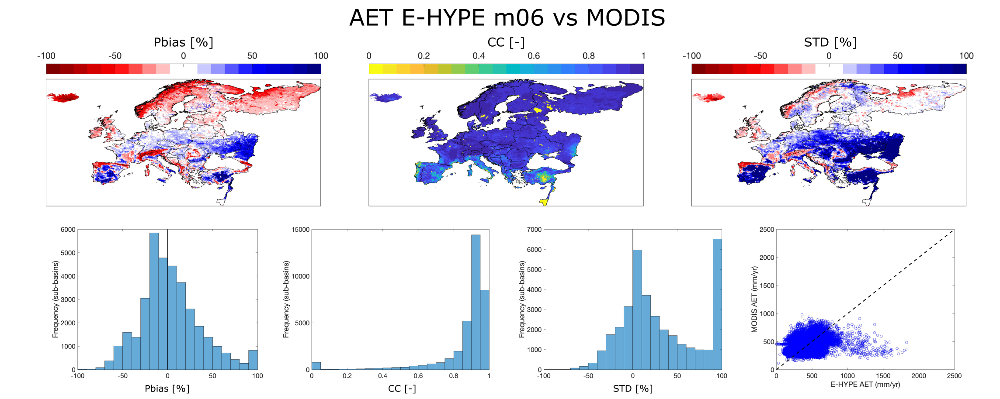 AET E-HYPE m06 vs MODIS
Pbias [%]
-100 -50 0 50 100
CC [-]
0 0.2 0.4 0.6 0.8 1
STD [%]
-100 -50 0 50 100
Frequency (sub-basins)
6000
5000
4000
3000
2000
1000
0
-100 -50 0 50 100
Pbias [%]
Frequency (sub-basins)
15000
10000
5000
0
0 0.2 0.4 0.6 0.8 1
CC [-]
Frequency (sub-basins)
7000
6000
5000
4000
3000
2000
1000
0
-100 -50 0 50 100
STD [%]
MODIS AET (mm/yr)
2500
2000
1500
1000
500
0
0 500 1000 1500 2000 2500
E-HYPE AET (mm/yr)